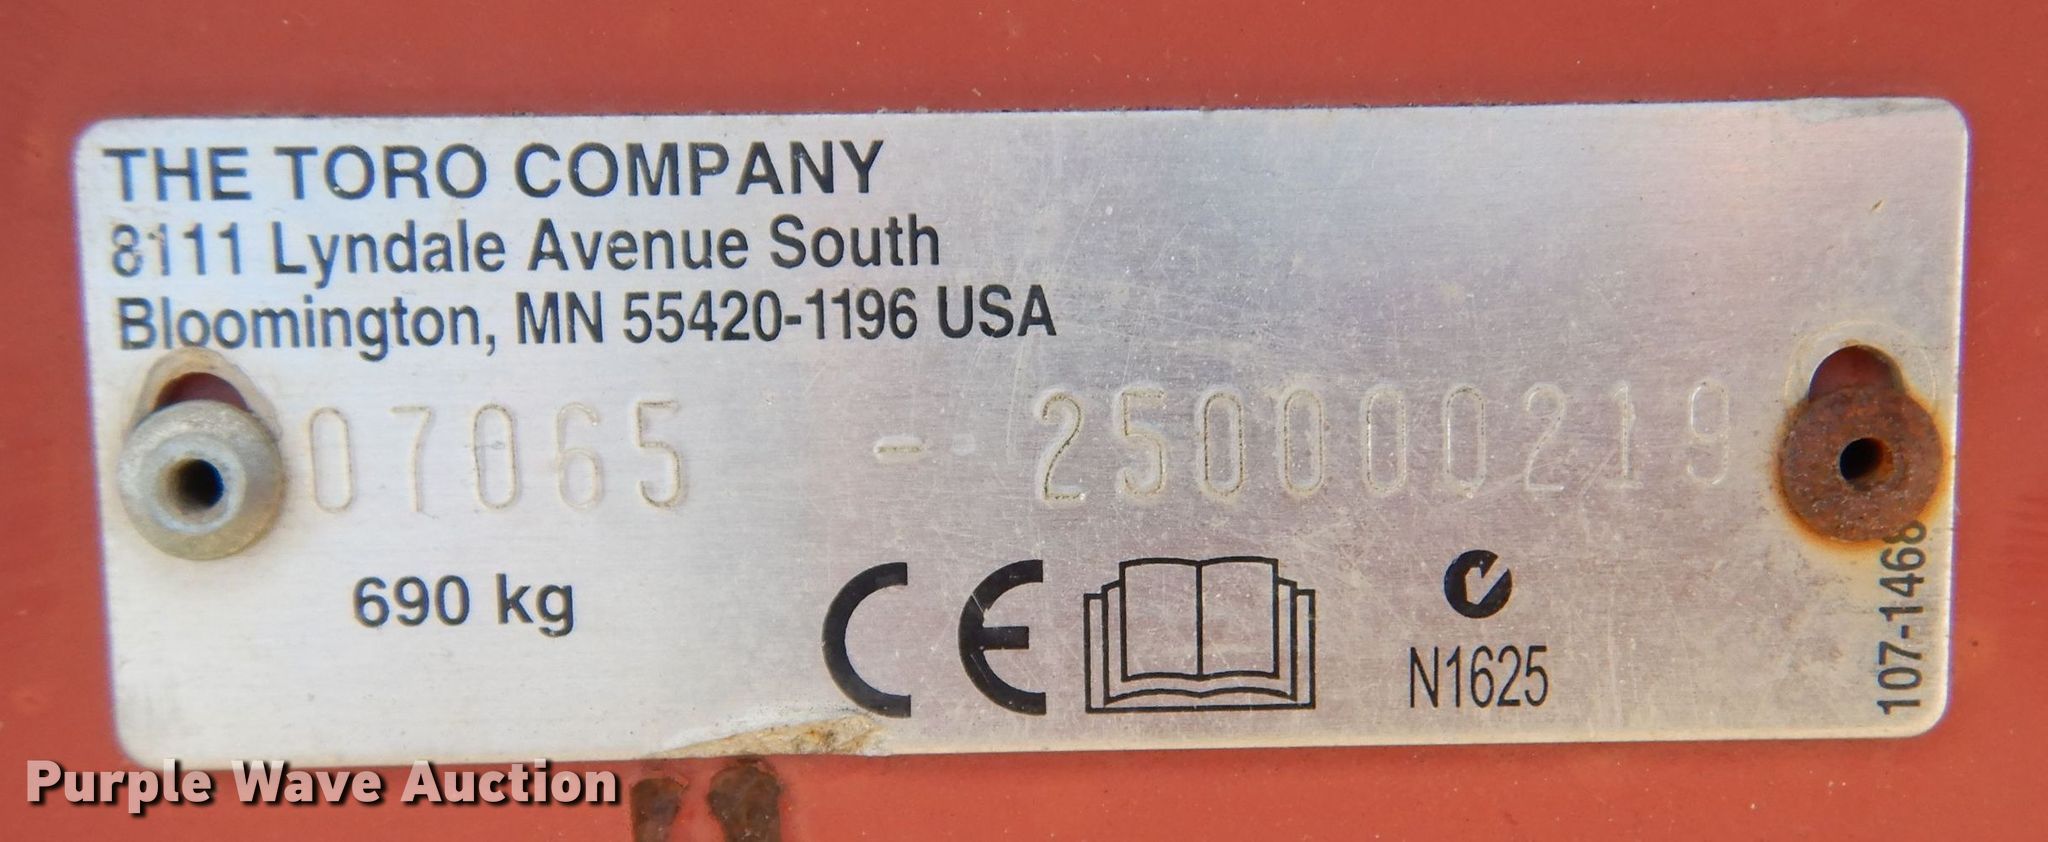 THE TORO COMPANY
8111 Lyndale Avenue South
Bloomington, MN 55420-1196 USA
07065 - 250000219
690 kg
CE
N1625
107-1468
Purple Wave Auction